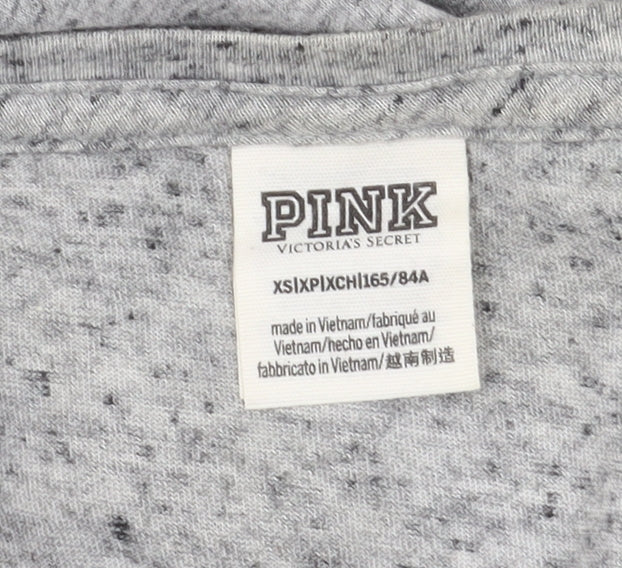 PINK
VICTORIA'S SECRET
XS|XP|XCH|165/84A
made in Vietnam/fabriqué au
Vietnam/hecho en Vietnam/
fabbricato in Vietnam/越南制造